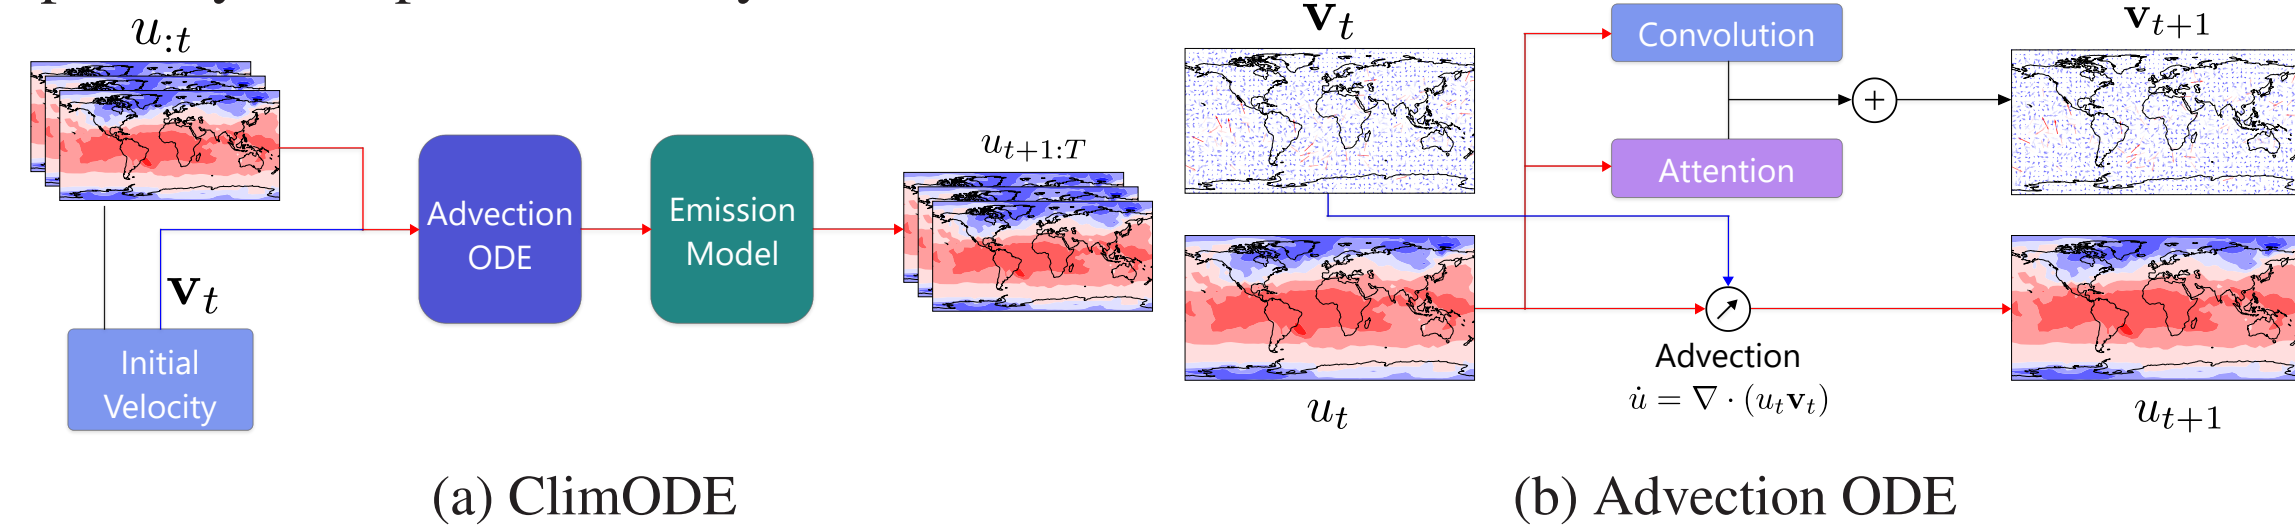 u:t
Advection
ODE
Emission
Model
ut+1:T
vt
Initial
Velocity
(a) ClimODE
vt
Convolution
+
vt+1
Attention
Advection
u̇ = ∇ · (utvt)
ut
ut+1
(b) Advection ODE